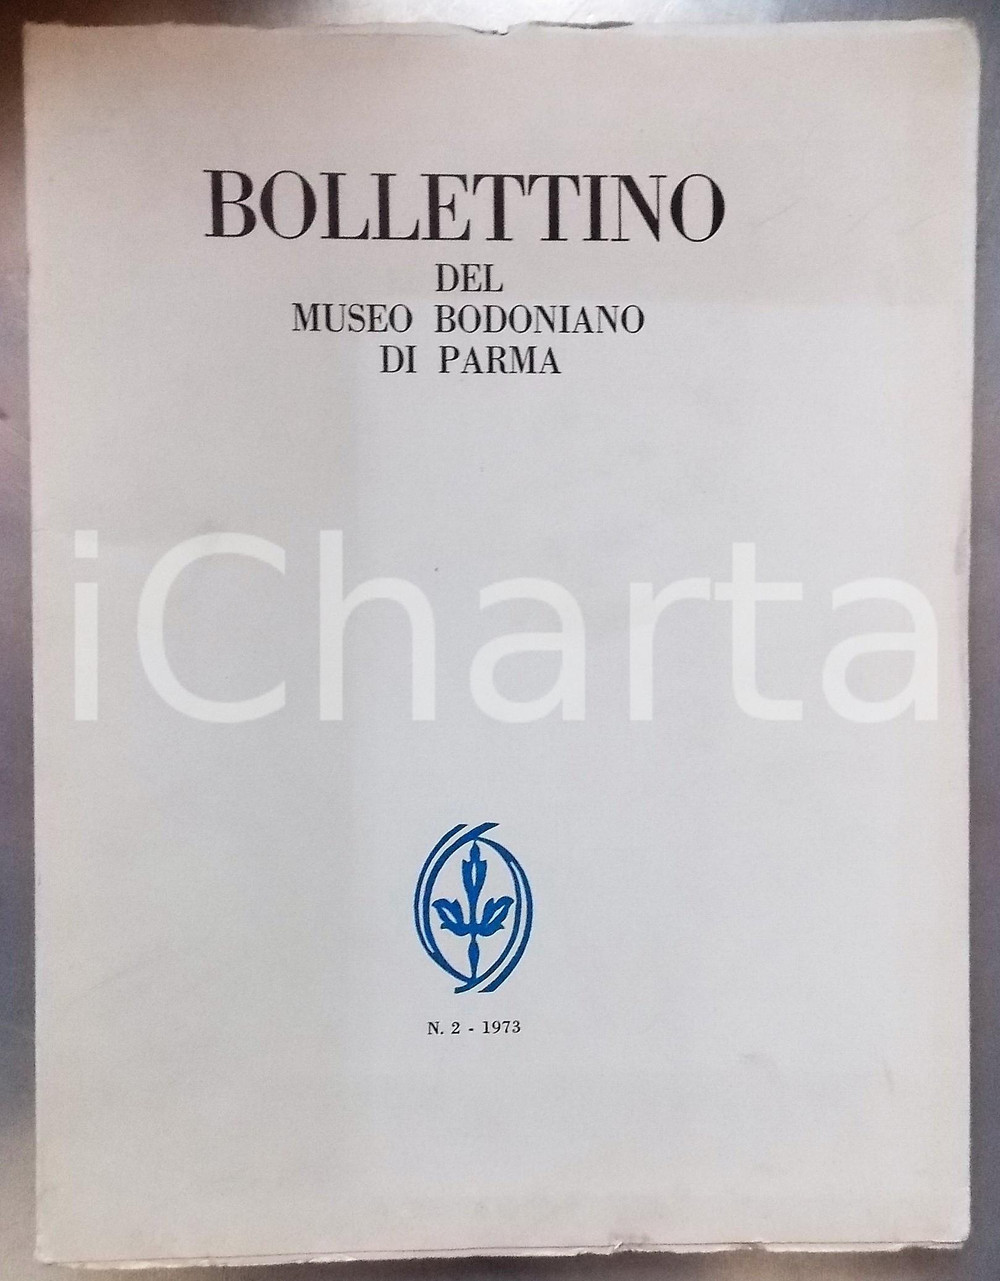 BOLLETTINO
DEL
MUSEO BODONIANO
DI PARMA
iCharta
N. 2 - 1973